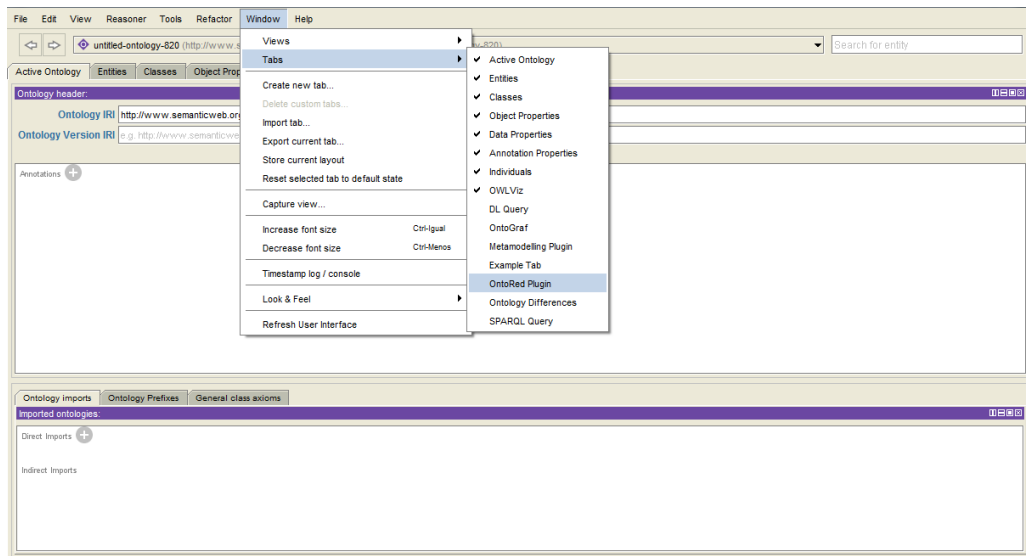 File Edit View Reasoner Tools Refactor Window Help
untitled-ontology-820 (http://www.s
y-820)
Search for entity
Active Ontology Entities Classes Object Prop
Ontology header:
Ontology IRI http://www.semanticweb.org
Ontology Version IRI e.g. http://www.semanticwe
Annotations
Views
Tabs
Create new tab...
Delete custom tabs...
Import tab...
Export current tab...
Store current layout
Reset selected tab to default state
Capture view...
Increase font size Ctrl-Igual
Decrease font size Ctrl-Menos
Timestamp log / console
Look & Feel
Refresh User Interface
Active Ontology
Entities
Classes
Object Properties
Data Properties
Annotation Properties
Individuals
OWLViz
DL Query
OntoGraf
Metamodelling Plugin
Example Tab
OntoRed Plugin
Ontology Differences
SPARQL Query
Ontology imports Ontology Prefixes General class axioms
Imported ontologies:
Direct Imports
Indirect Imports